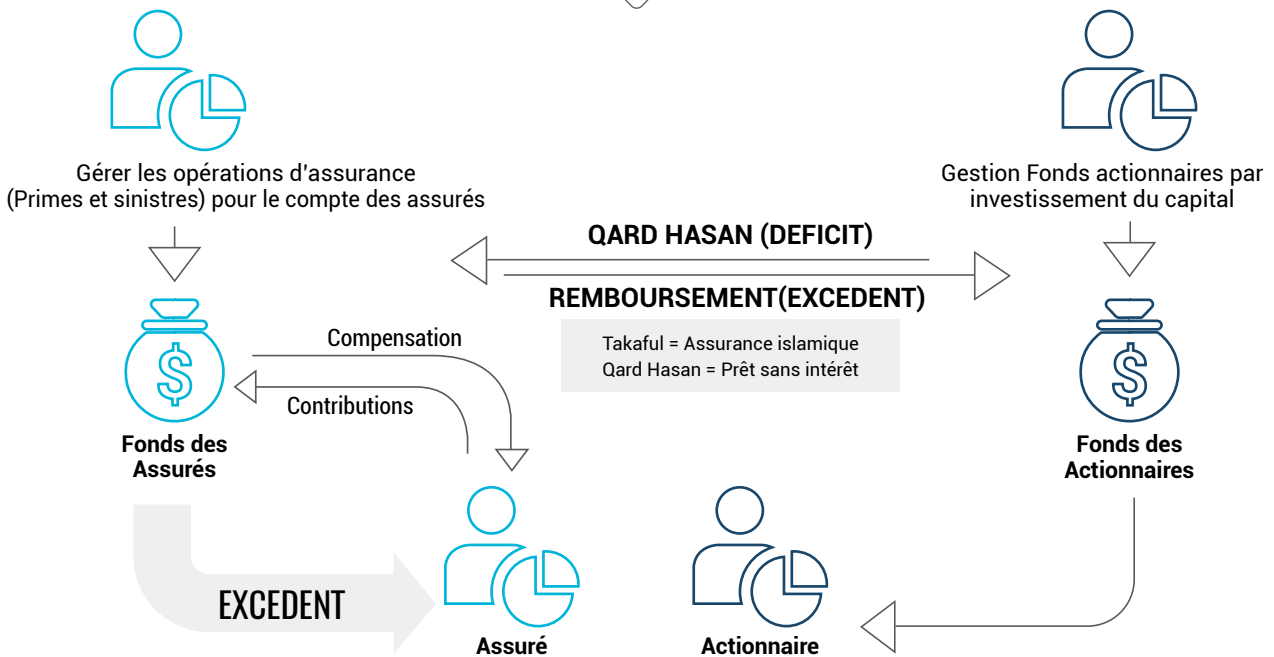 Gérer les opérations d'assurance
(Primes et sinistres) pour le compte des assurés
Gestion Fonds actionnaires par
investissement du capital
QARD HASAN (DEFICIT)
REMBOURSEMENT(EXCEDENT)
Takaful = Assurance islamique
Qard Hasan = Prêt sans intérêt
Compensation
Contributions
$
Fonds des
Assurés
$
Fonds des
Actionnaires
EXCEDENT
Assuré
Actionnaire